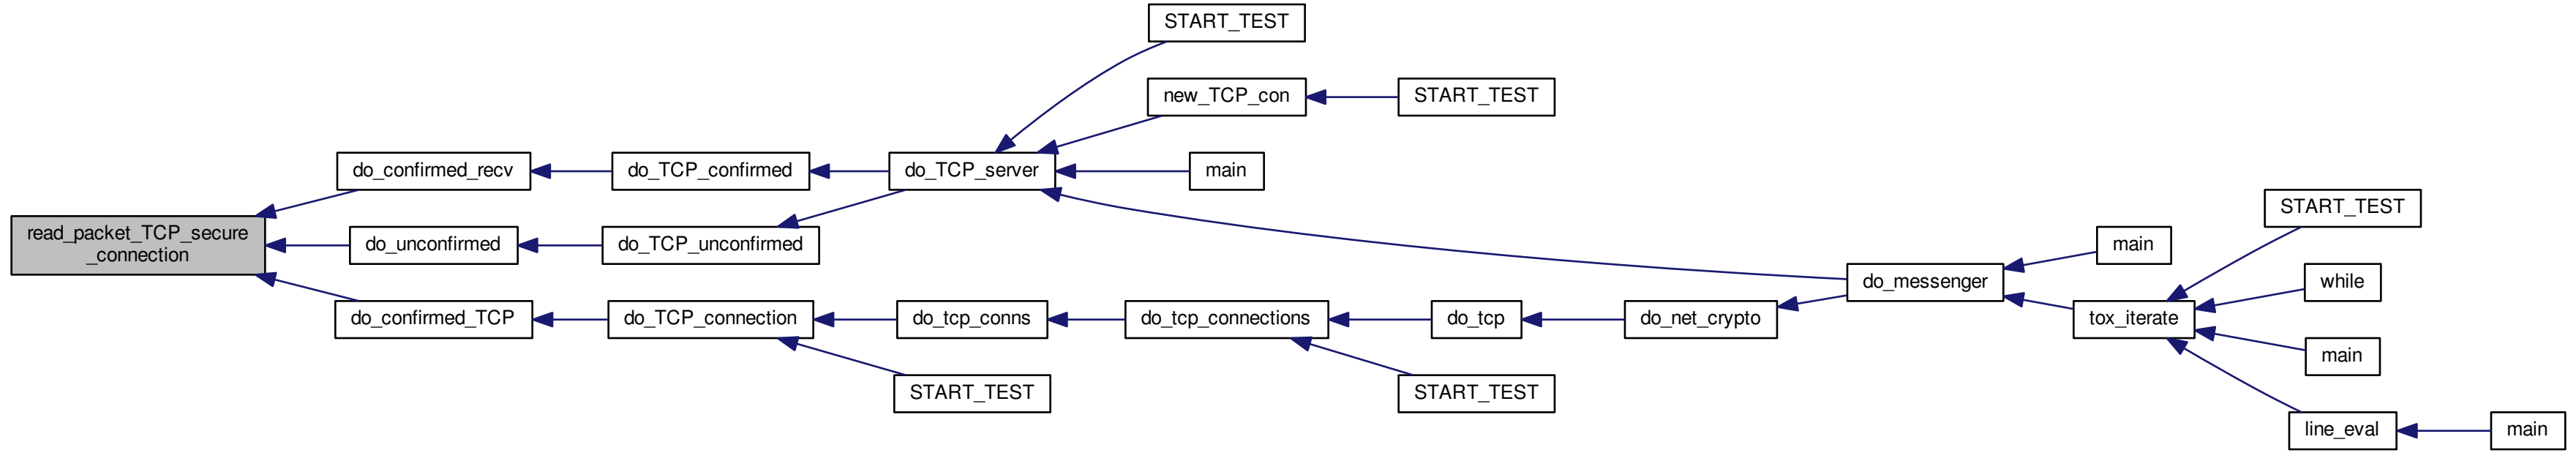 START_TEST
new_TCP_con
START_TEST
do_confirmed_recv
do_TCP_confirmed
do_TCP_server
main
START_TEST
read_packet_TCP_secure
_connection
do_unconfirmed
do_TCP_unconfirmed
main
do_messenger
while
do_confirmed_TCP
do_TCP_connection
do_tcp_conns
do_tcp_connections
do_tcp
do_net_crypto
tox_iterate
main
START_TEST
START_TEST
line_eval
main